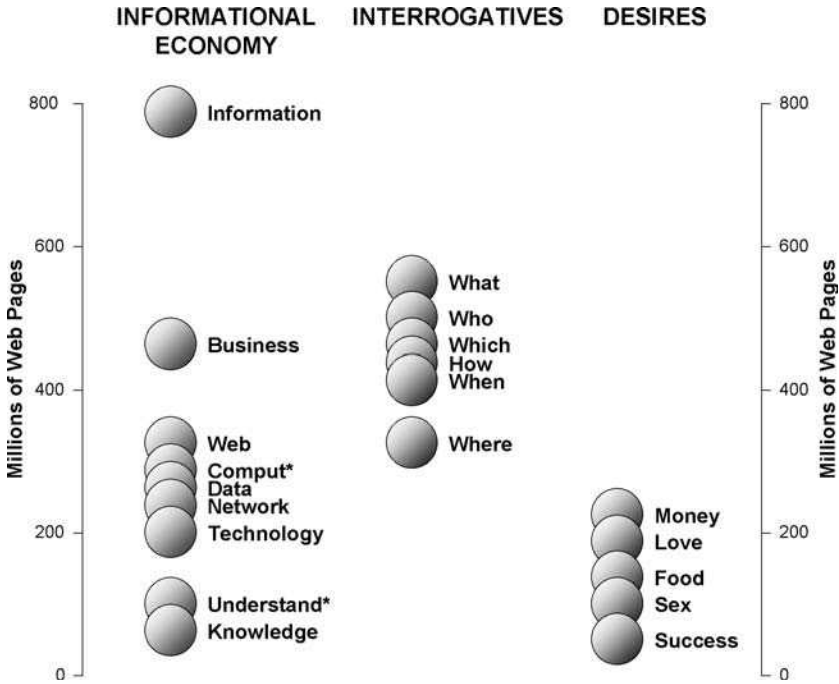 INFORMATIONAL
ECONOMY
INTERROGATIVES
DESIRES
Millions of Web Pages
800
600
400
200
0
Information
Business
Web
Comput*
Data
Network
Technology
Understand*
Knowledge
What
Who
Which
How
When
Where
Money
Love
Food
Sex
Success
800
600
400
200
0
Millions of Web Pages